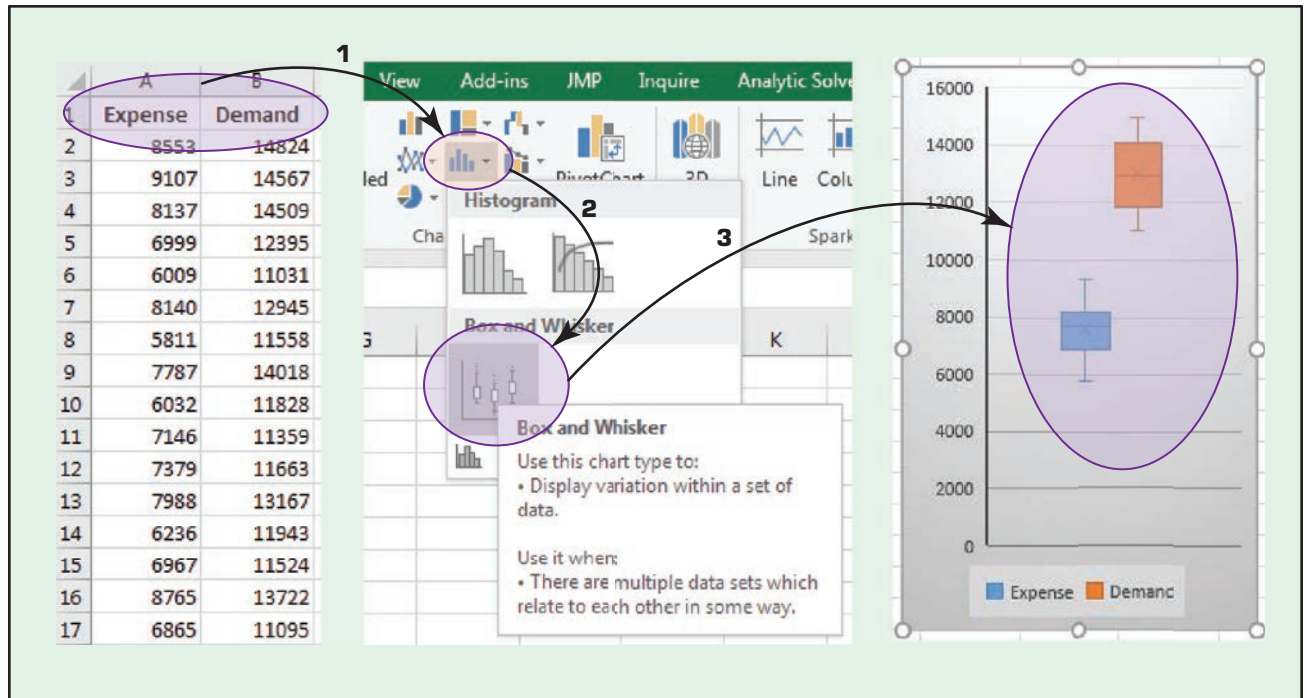 1
A B
1 Expense Demand
2 8553 14824
3 9107 14567
4 8137 14509
5 6999 12395
6 6009 11031
7 8140 12945
8 5811 11558
9 7787 14018
10 6032 11828
11 7146 11359
12 7379 11663
13 7988 13167
14 6236 11943
15 6967 11524
16 8765 13722
17 6865 11095
View Add-ins JMP Inquire Analytic Solve
led PivotChart 3D Line Colu
Cha Spark
Histogram
2
3
Box and Whisker
G K
Box and Whisker
Use this chart type to:
• Display variation within a set of
data.
Use it when:
• There are multiple data sets which
relate to each other in some way.
16000
14000
12000
10000
8000
6000
4000
2000
0
Expense Demand